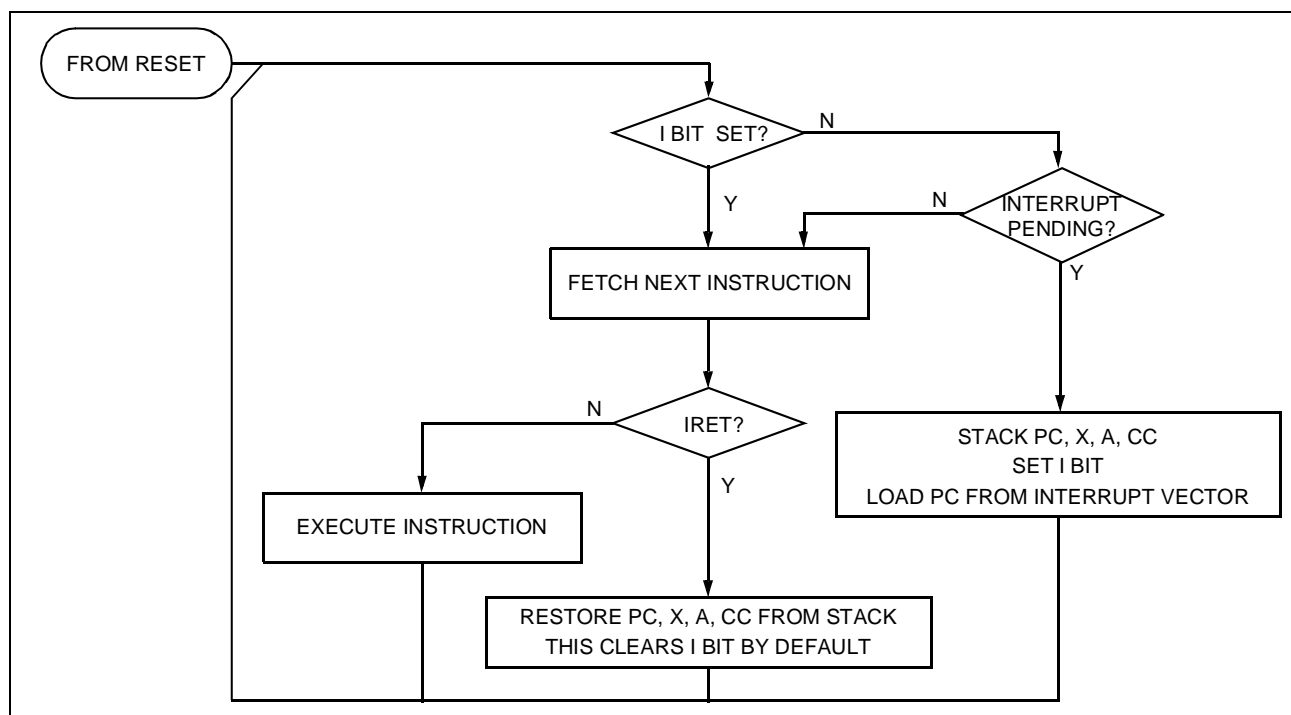 FROM RESET
I BIT SET?
N
Y
INTERRUPT
PENDING?
N
Y
FETCH NEXT INSTRUCTION
IRET?
N
Y
STACK PC, X, A, CC
SET I BIT
LOAD PC FROM INTERRUPT VECTOR
EXECUTE INSTRUCTION
RESTORE PC, X, A, CC FROM STACK
THIS CLEARS I BIT BY DEFAULT